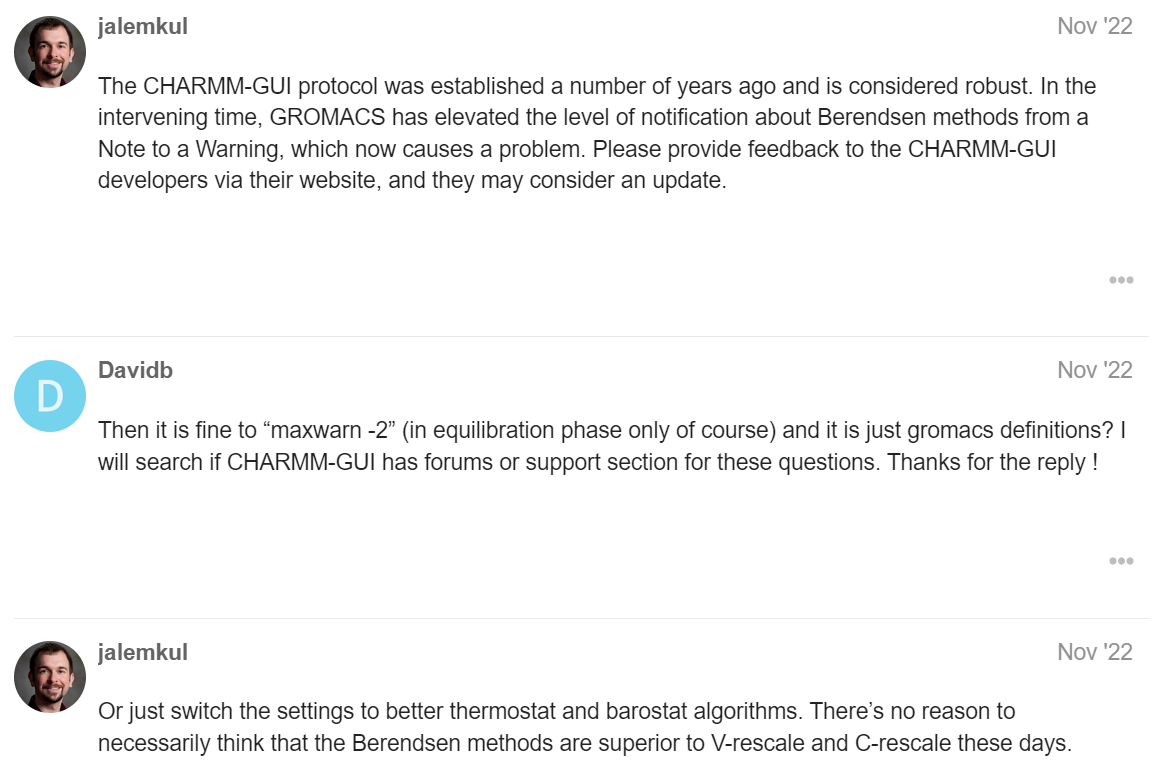 jalemkul
Nov '22
The CHARMM-GUI protocol was established a number of years ago and is considered robust. In the
intervening time, GROMACS has elevated the level of notification about Berendsen methods from a
Note to a Warning, which now causes a problem. Please provide feedback to the CHARMM-GUI
developers via their website, and they may consider an update.
D
Davidb
Nov '22
Then it is fine to “maxwarn -2” (in equilibration phase only of course) and it is just gromacs definitions? I
will search if CHARMM-GUI has forums or support section for these questions. Thanks for the reply !
jalemkul
Nov '22
Or just switch the settings to better thermostat and barostat algorithms. There’s no reason to
necessarily think that the Berendsen methods are superior to V-rescale and C-rescale these days.